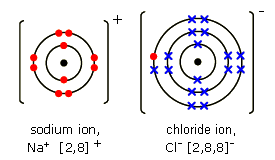 +
−
sodium ion,
Na⁺ [2,8]⁺
chloride ion,
Cl⁻ [2,8,8]⁻